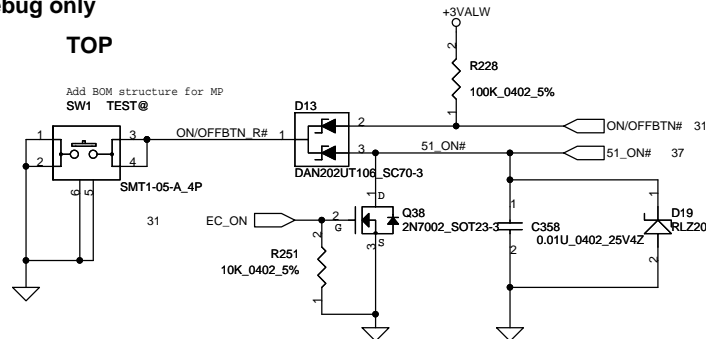 ebug only
TOP
Add BOM structure for MP
SW1 TEST@
1
2
3
4
6
5
SMT1-05-A_4P
ON/OFFBTN_R#
D13
1
2
3
DAN202UT106_SC70-3
+3VALW
2
R228
100K_0402_5%
1
ON/OFFBTN# 31
51_ON#
51_ON# 37
31
EC_ON
2
R251
10K_0402_5%
1
1
D
2
G
3
S
Q38
2N7002_SOT23-3
1
C358
0.01U_0402_25V4Z
2
1
D19
RLZ20
2